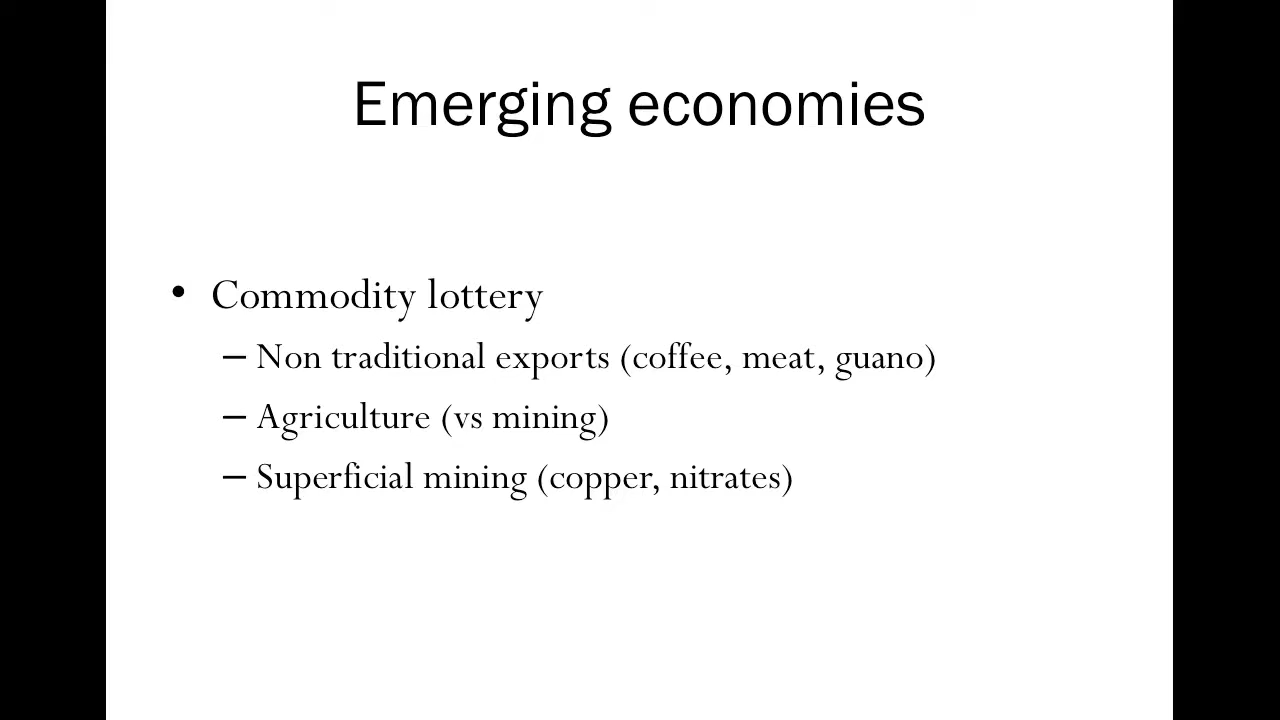 Emerging economies
• Commodity lottery
– Non traditional exports (coffee, meat, guano)
– Agriculture (vs mining)
– Superficial mining (copper, nitrates)